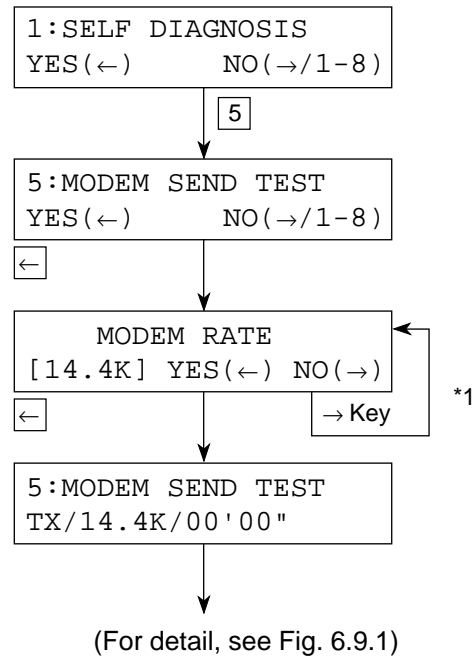 1:SELF DIAGNOSIS
YES(←) NO(→/1-8)
5
5:MODEM SEND TEST
YES(←) NO(→/1-8)
←
MODEM RATE
[14.4K] YES(←) NO(→)
← → Key *1
5:MODEM SEND TEST
TX/14.4K/00'00"
(For detail, see Fig. 6.9.1)